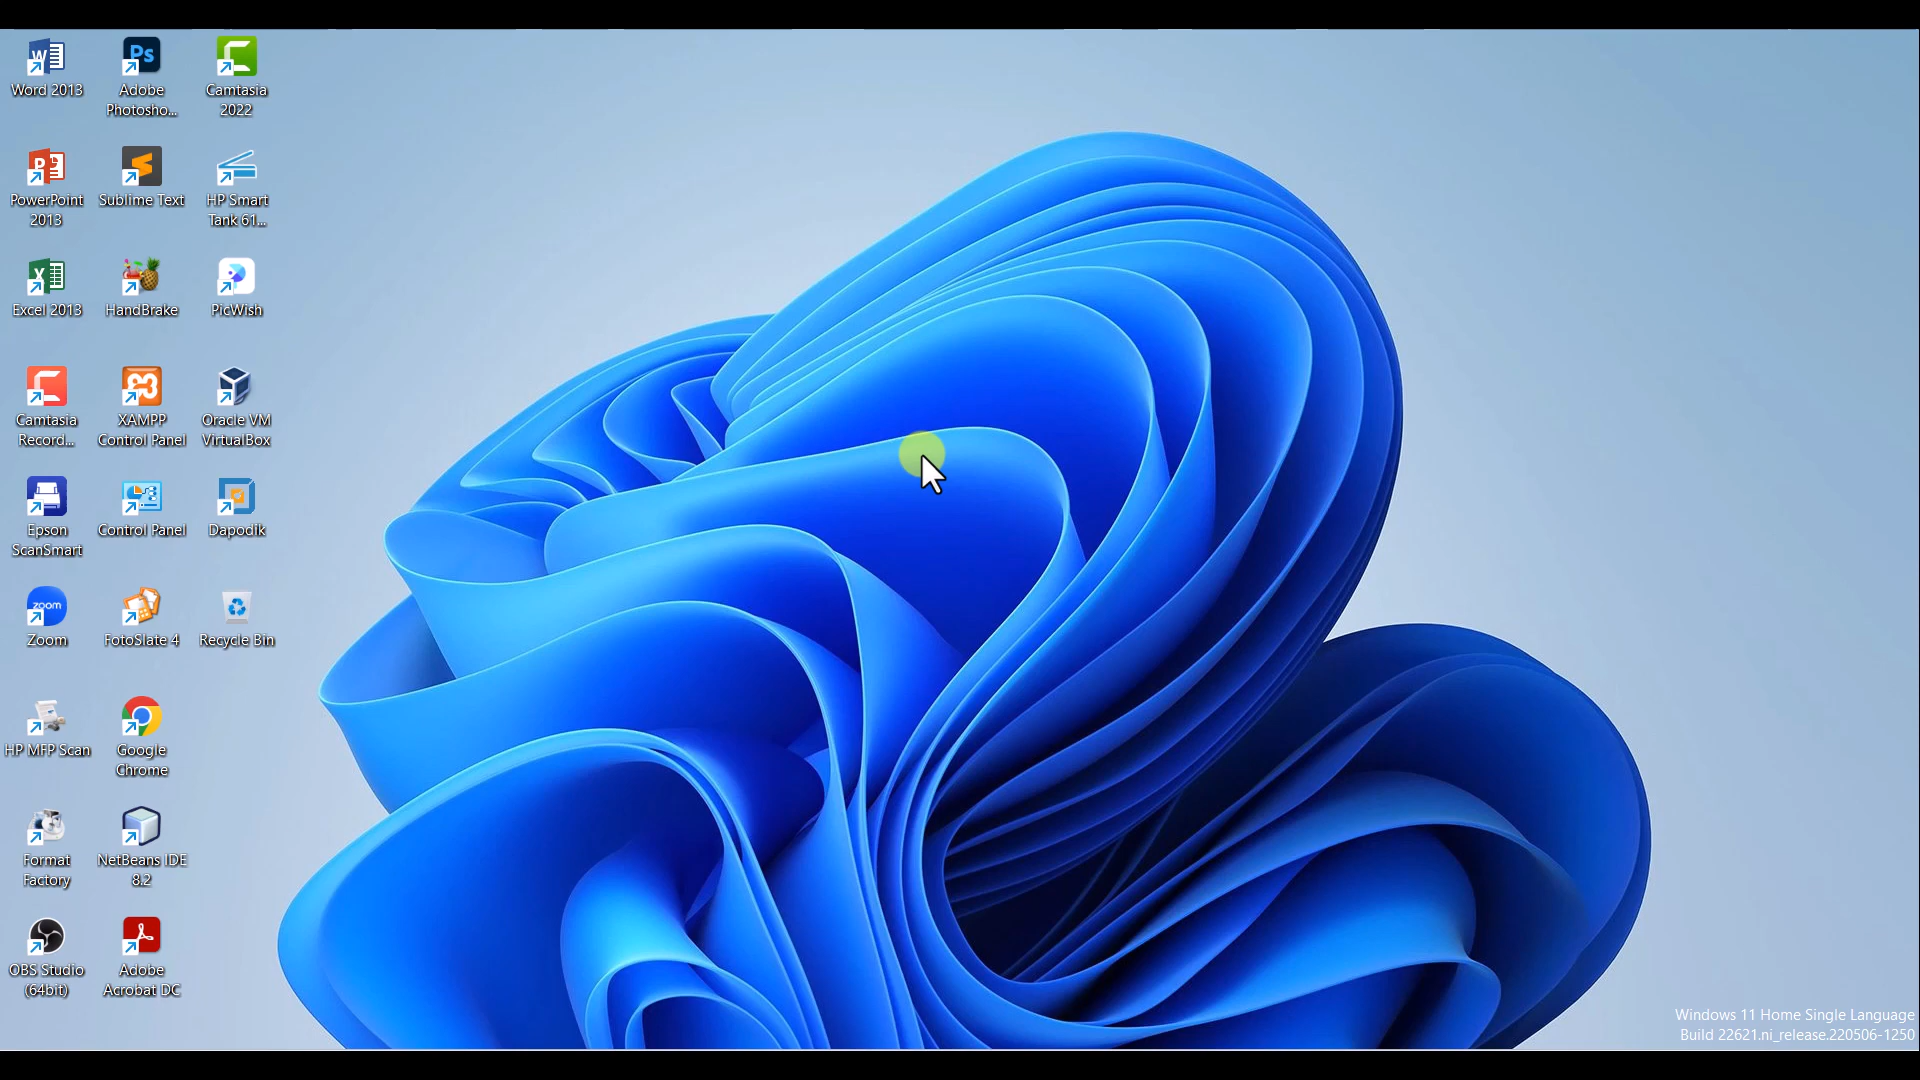 Word 2013
Adobe
Photosho...
Camtasia
2022
PowerPoint
2013
Sublime Text
HP Smart
Tank 61...
Excel 2013
HandBrake
PicWish
Camtasia
Record...
XAMPP
Control Panel
Oracle VM
VirtualBox
Epson
ScanSmart
Control Panel
Dapodik
Zoom
FotoSlate 4
Recycle Bin
HP MFP Scan
Google
Chrome
Format
Factory
NetBeans IDE
8.2
OBS Studio
(64bit)
Adobe
Acrobat DC
Windows 11 Home Single Language
Build 22621.ni_release.220506-1250